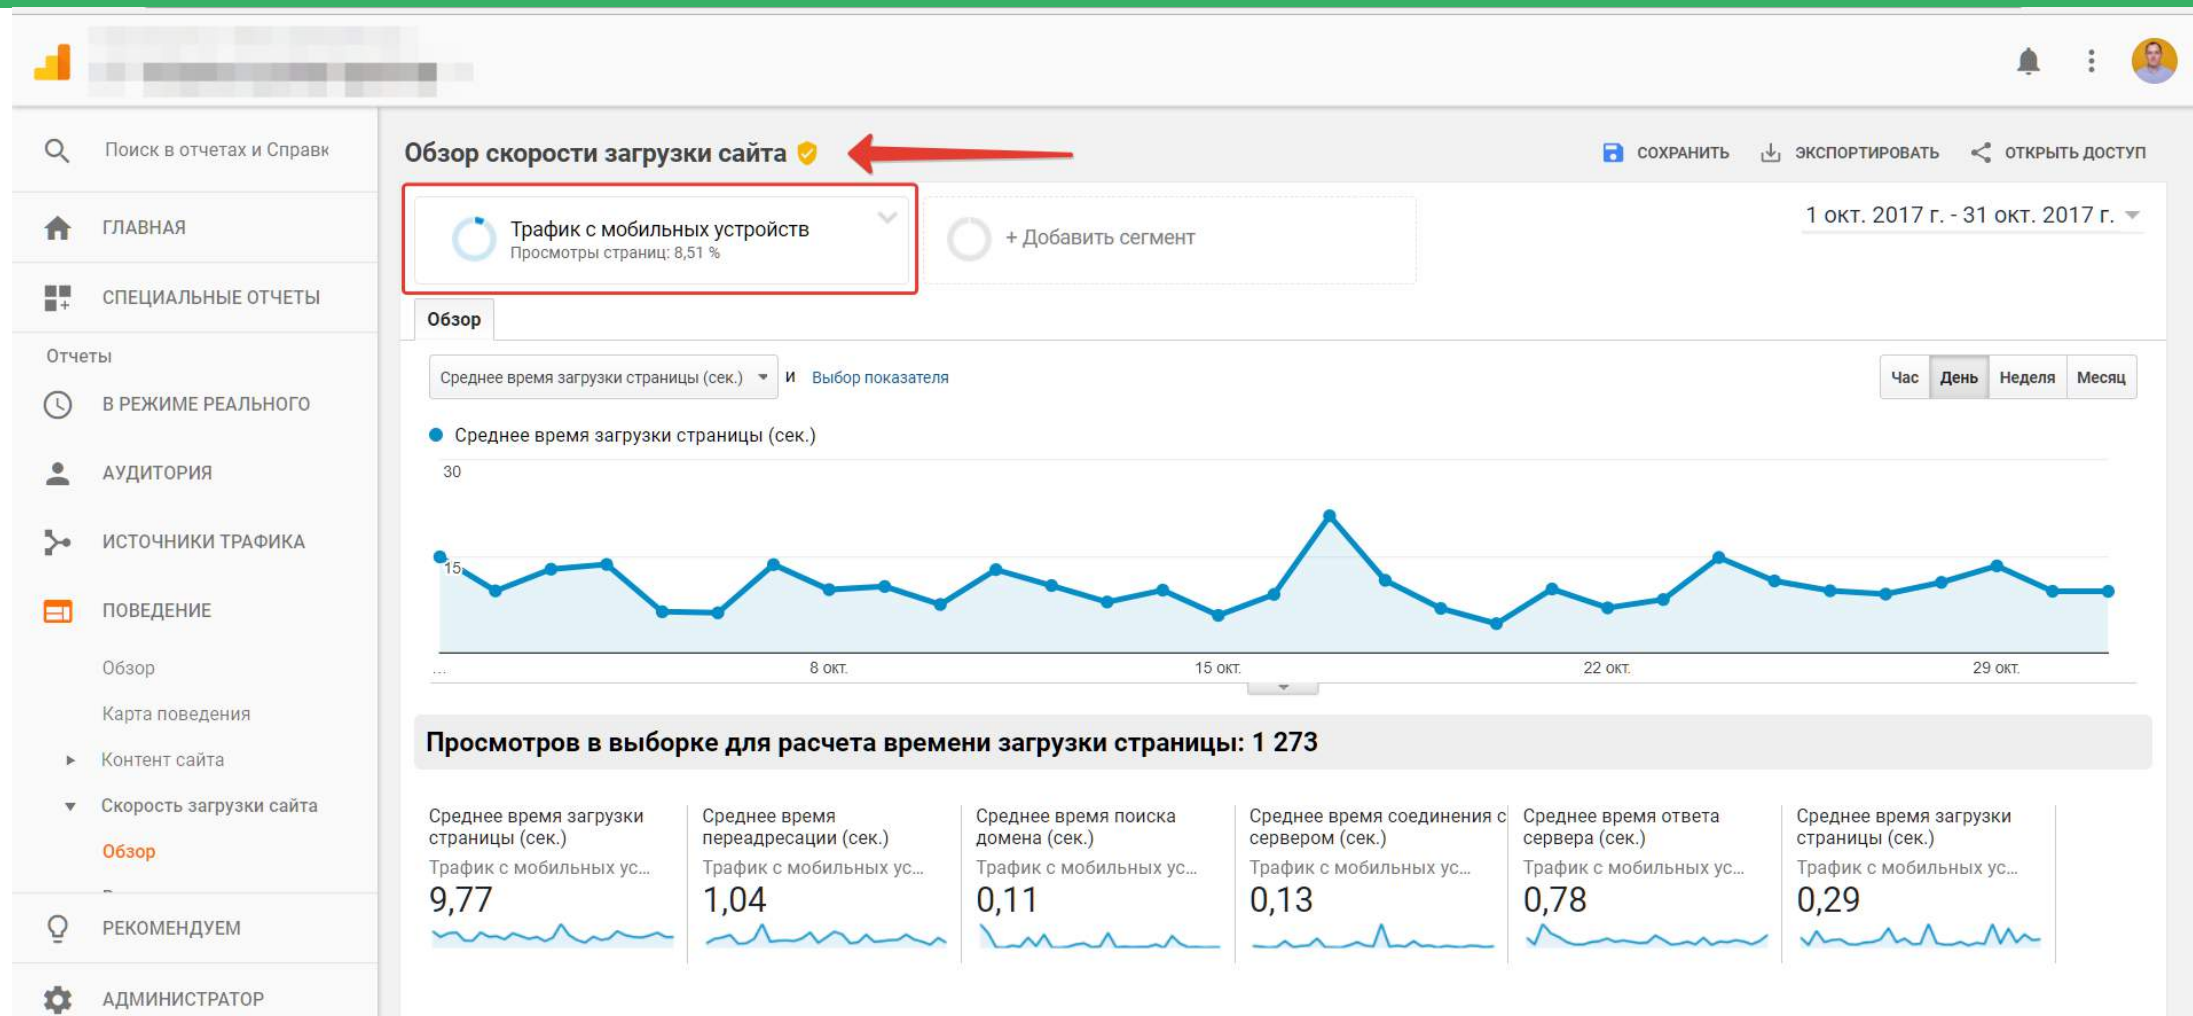 Поиск в отчетах и Справк
ГЛАВНАЯ
СПЕЦИАЛЬНЫЕ ОТЧЕТЫ
Отчеты
В РЕЖИМЕ РЕАЛЬНОГО
АУДИТОРИЯ
ИСТОЧНИКИ ТРАФИКА
ПОВЕДЕНИЕ
Обзор
Карта поведения
Контент сайта
Скорость загрузки сайта
Обзор
РЕКОМЕНДУЕМ
АДМИНИСТРАТОР
Обзор скорости загрузки сайта
СОХРАНИТЬ
ЭКСПОРТИРОВАТЬ
ОТКРЫТЬ ДОСТУП
Трафик с мобильных устройств
Просмотры страниц: 8,51 %
+ Добавить сегмент
1 окт. 2017 г. - 31 окт. 2017 г.
Обзор
Среднее время загрузки страницы (сек.) и Выбор показателя
Час День Неделя Месяц
Среднее время загрузки страницы (сек.)
30
15
... 8 окт. 15 окт. 22 окт. 29 окт.
Просмотров в выборке для расчета времени загрузки страницы: 1 273
Среднее время загрузки
страницы (сек.)
Трафик с мобильных ус...
9,77
Среднее время
переадресации (сек.)
Трафик с мобильных ус...
1,04
Среднее время поиска
домена (сек.)
Трафик с мобильных ус...
0,11
Среднее время соединения с
сервером (сек.)
Трафик с мобильных ус...
0,13
Среднее время ответа
сервера (сек.)
Трафик с мобильных ус...
0,78
Среднее время загрузки
страницы (сек.)
Трафик с мобильных ус...
0,29